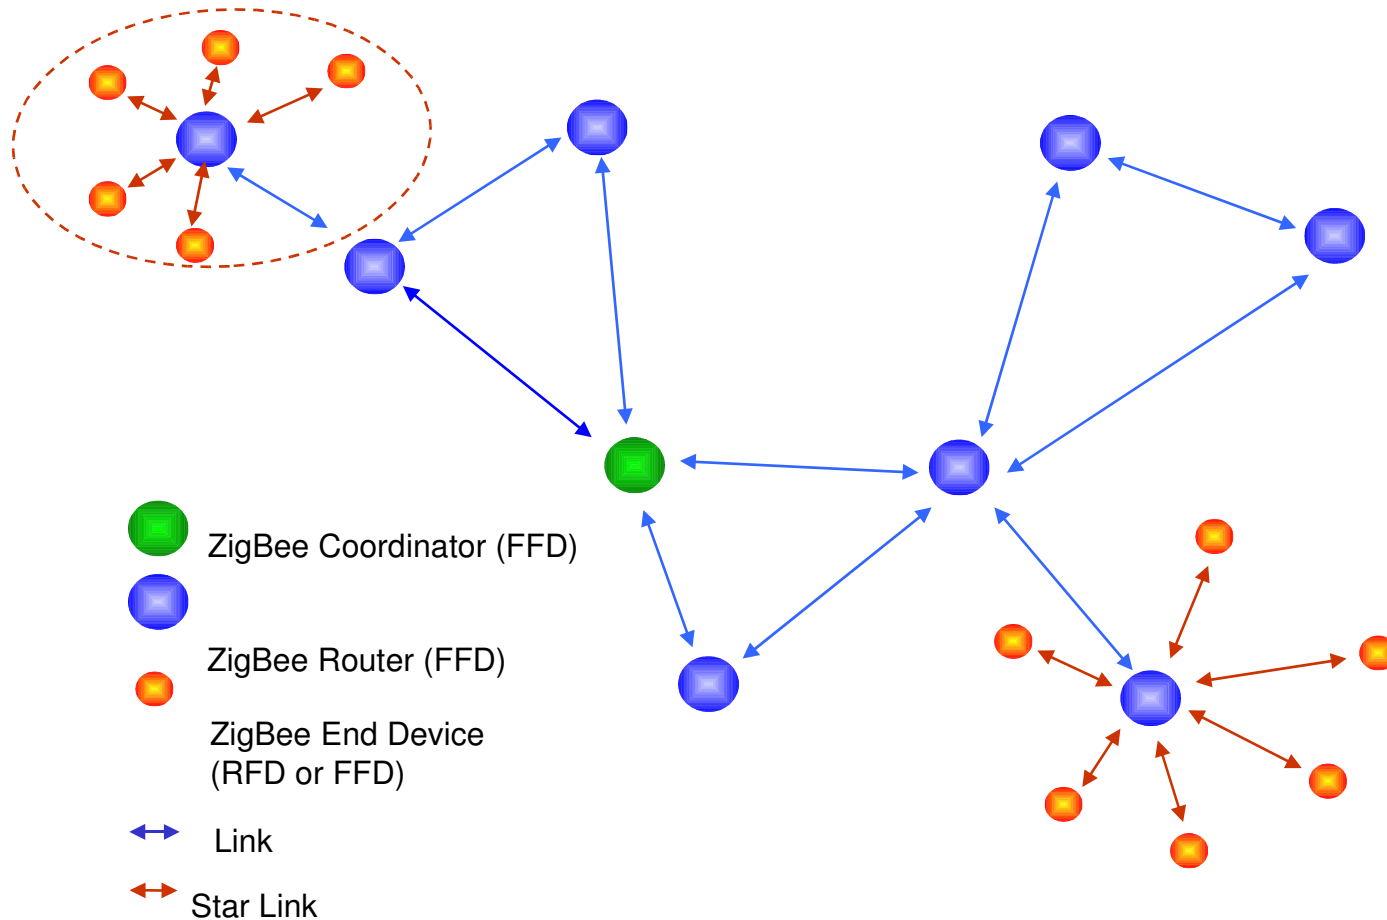 ZigBee Coordinator (FFD)
ZigBee Router (FFD)
ZigBee End Device
(RFD or FFD)
Link
Star Link